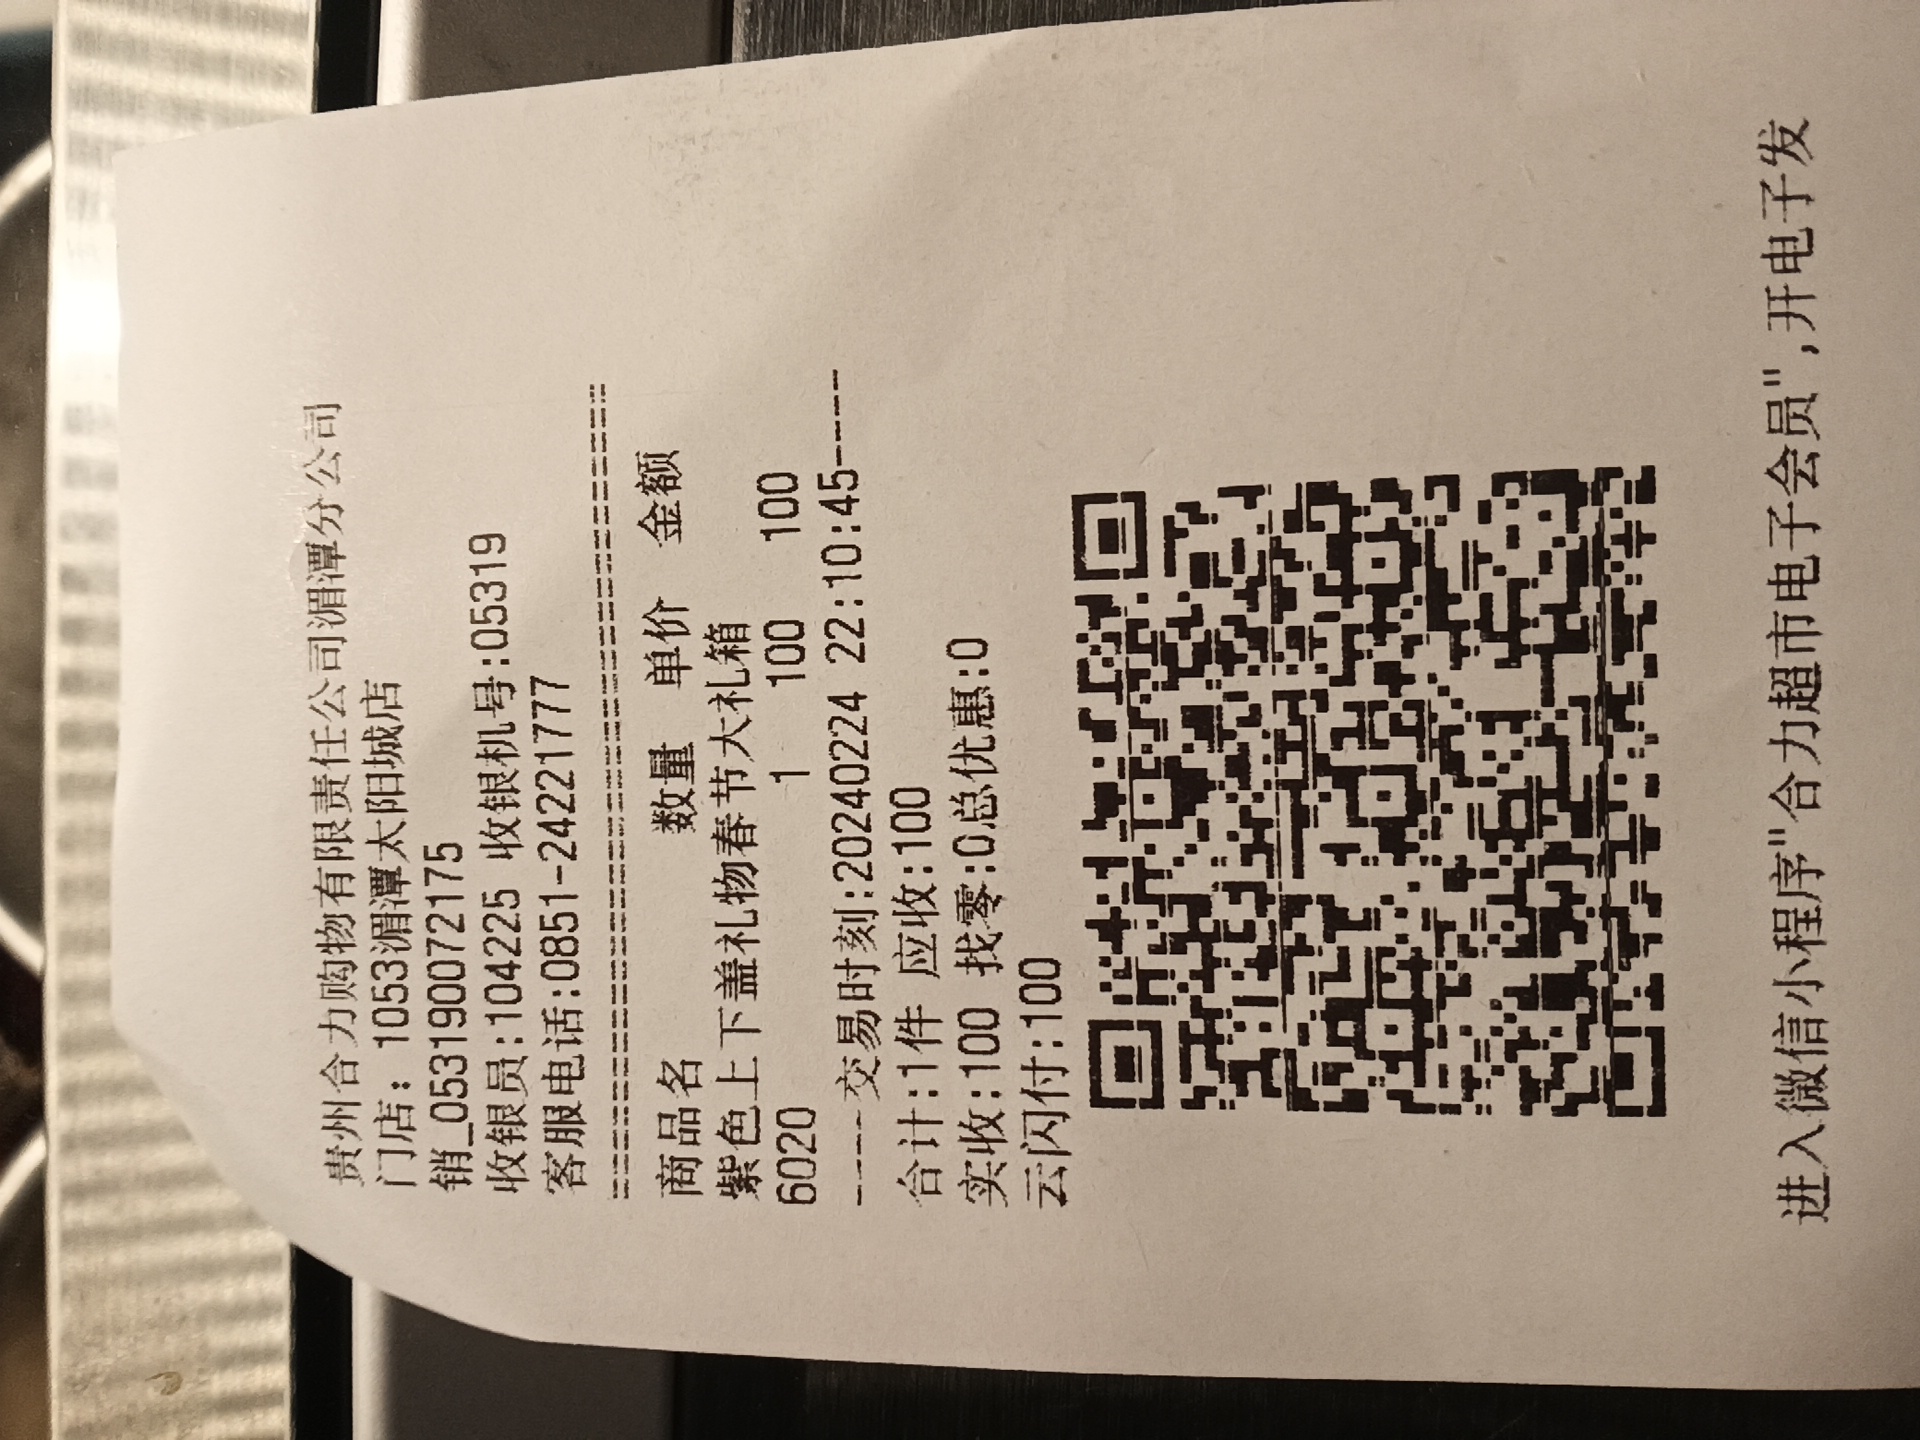 贵州合力购物有限责任公司湄潭分公司
门店: 1053湄潭太阳城店
销_0531900072175
收银员:104225 收银机号:05319
客服电话:0851-24221777
================================
商品名 数量 单价 金额
紫色上下盖礼物春节大礼箱
6020 1 100 100
----交易时刻:20240224 22:10:45----
合计:1件 应收:100
实收:100 找零:0总优惠:0
云闪付:100
进入微信小程序"合力超市电子会员",开电子发